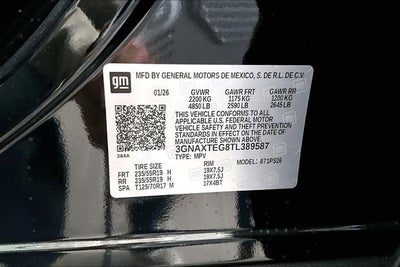 gm
MFD BY GENERAL MOTORS DE MEXICO, S. DE R.L. DE C.V.
01/26 GVWR GAWR FRT GAWR RR
2200 KG 1175 KG 1200 KG
4850 LB 2590 LB 2645 LB
THIS VEHICLE CONFORMS TO ALL
APPLICABLE U.S. FEDERAL MOTOR
VEHICLE SAFETY AND THEFT PREVENTION
STANDARDS IN EFFECT ON THE DATE OF
MANUFACTURE SHOWN ABOVE.
3GNAXTEG8TL389587
TYPE: MPV MODEL: 871PS26
TIRE SIZE RIM
FRT 235/55R19 H 19X7.5J
RR 235/55R19 H 19X7.5J
SPA T125/70R17 M 17X4BT